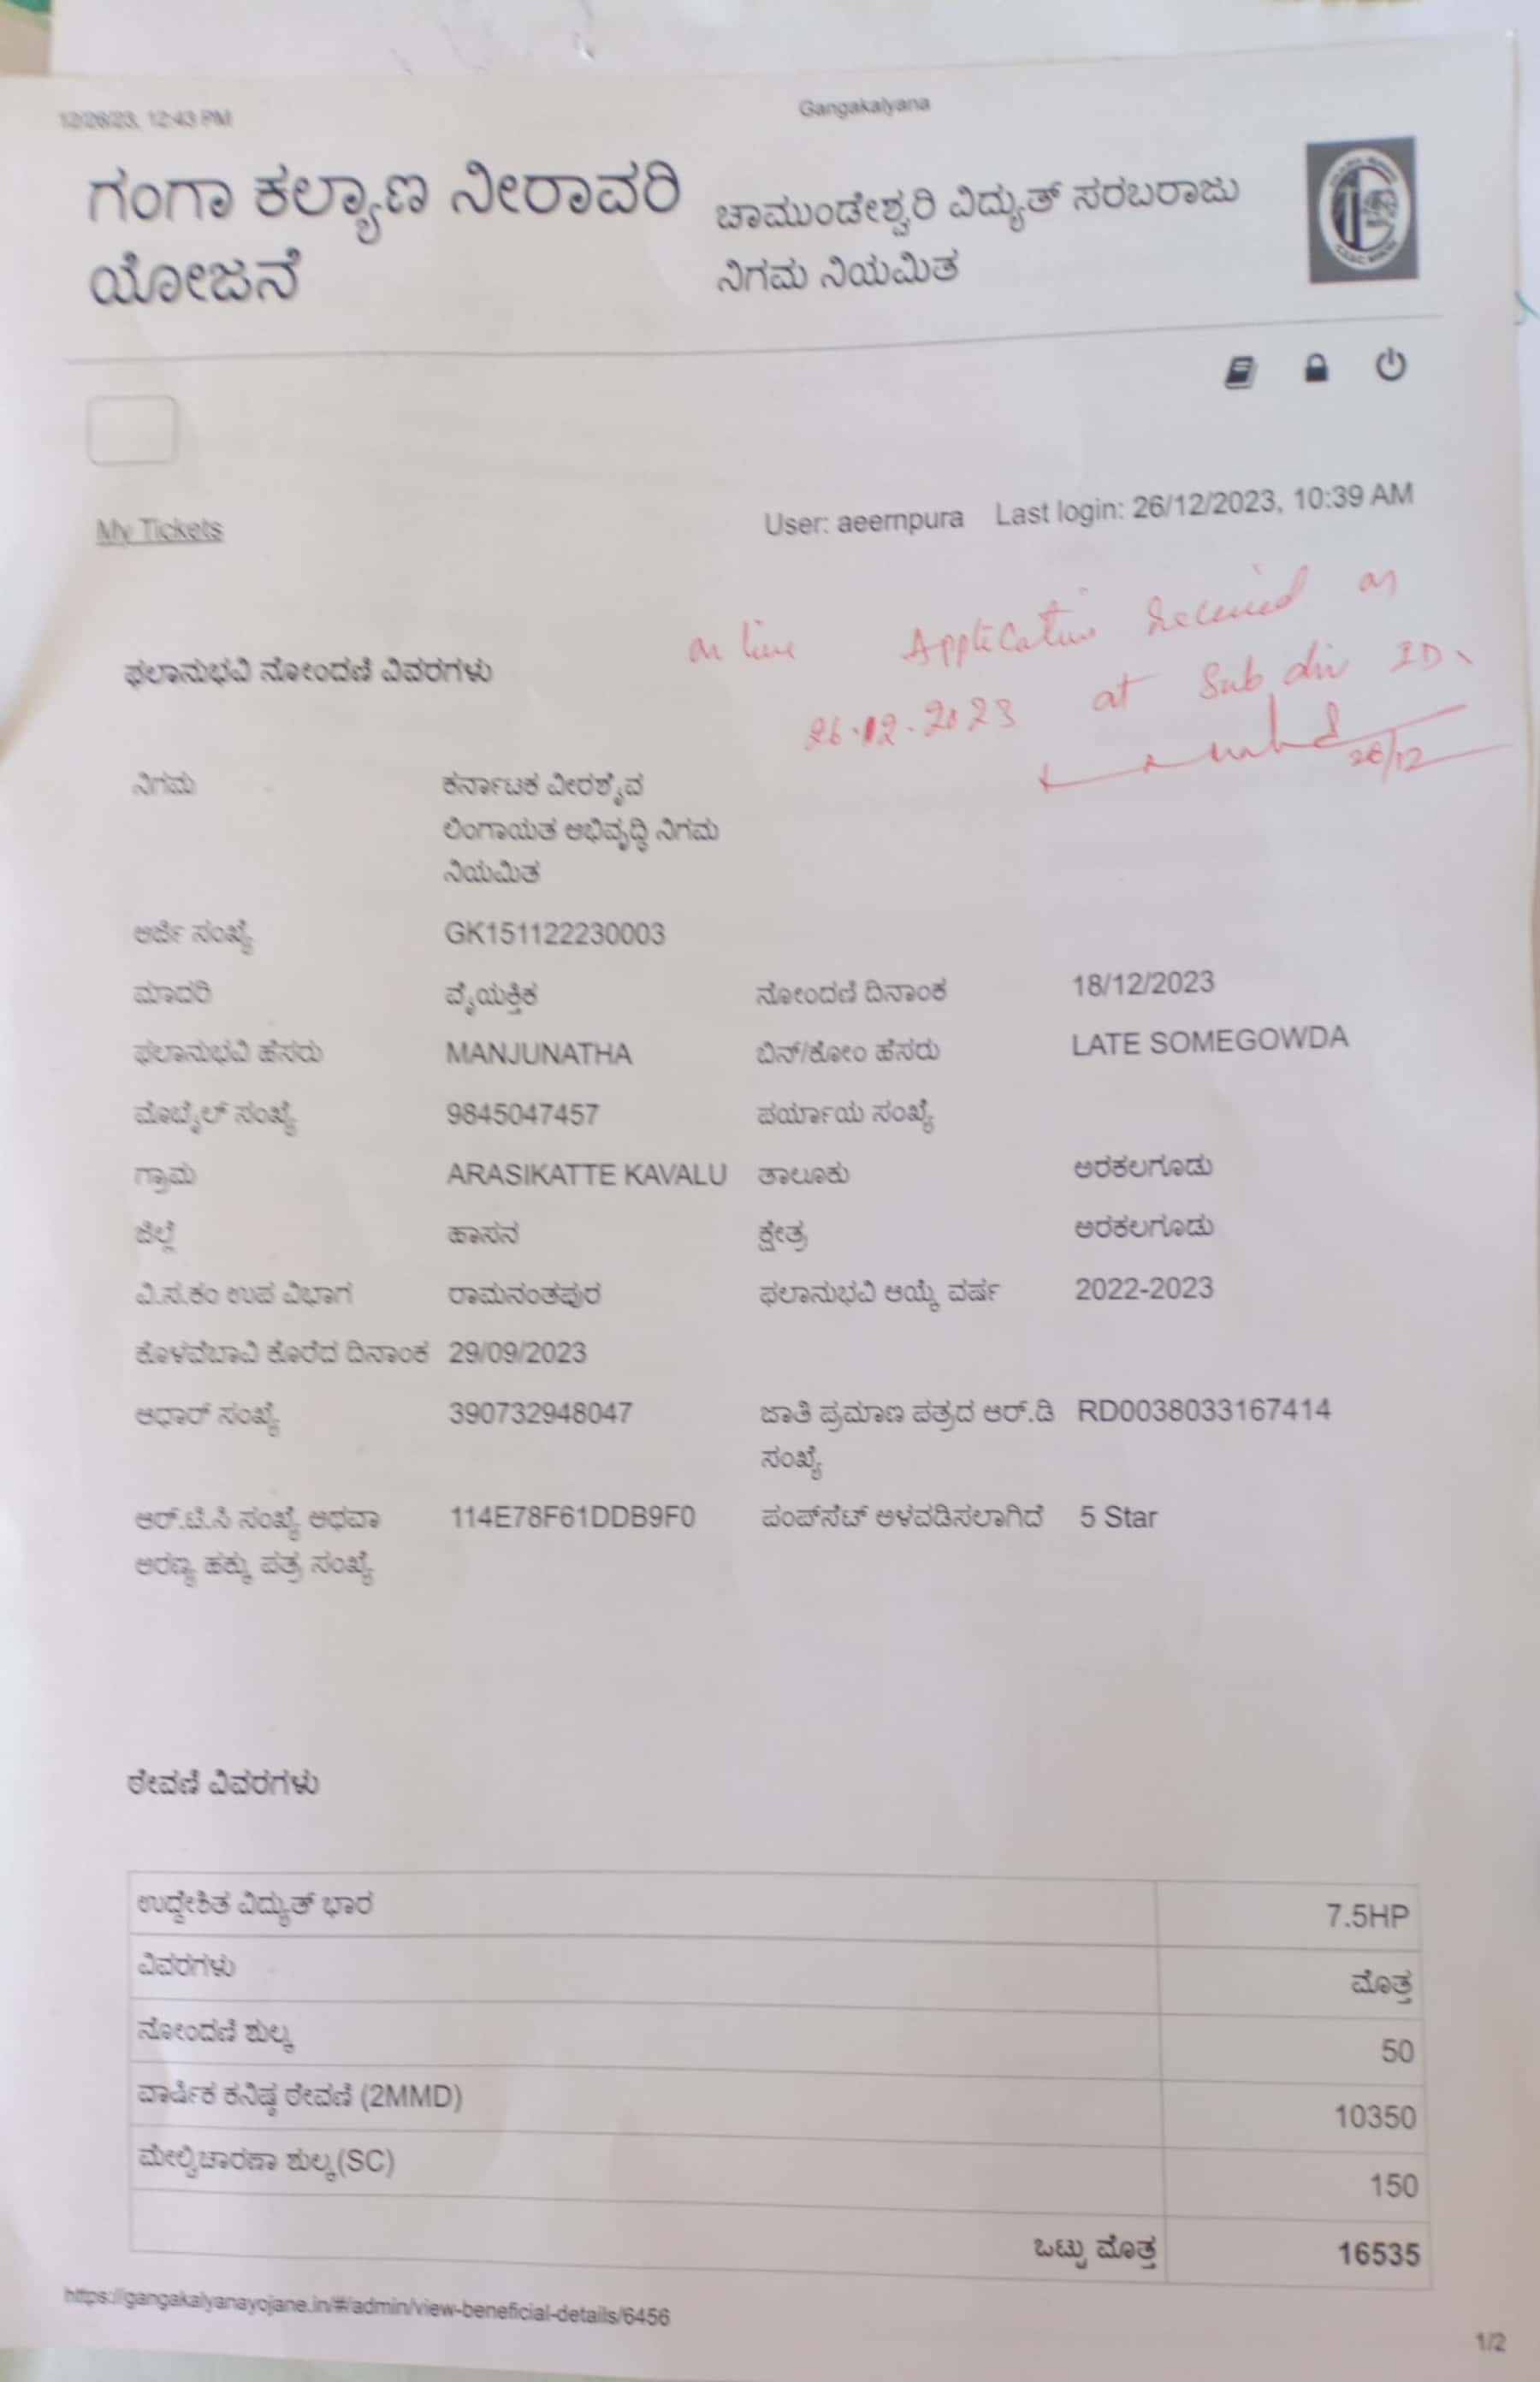 12/26/23, 12:43 PM Gangakalyana
ಗಂಗಾ ಕಲ್ಯಾಣ ನೀರಾವರಿ
ಯೋಜನೆ
ಚಾಮುಂಡೇಶ್ವರಿ ವಿದ್ಯುತ್ ಸರಬರಾಜು
ನಿಗಮ ನಿಯಮಿತ
My Tickets User: aeernpura Last login: 26/12/2023, 10:39 AM
on line Application received on
26.12.2023 at Sub div ID.
26/12
ಫಲಾನುಭವಿ ನೋಂದಣಿ ವಿವರಗಳು
ನಿಗಮ ಕರ್ನಾಟಕ ವೀರಶೈವ
ಲಿಂಗಾಯತ ಅಭಿವೃದ್ಧಿ ನಿಗಮ
ನಿಯಮಿತ
ಅರ್ಜಿ ಸಂಖ್ಯೆ GK151122230003
ಮಾದರಿ ವೈಯಕ್ತಿಕ ನೋಂದಣಿ ದಿನಾಂಕ 18/12/2023
ಫಲಾನುಭವಿ ಹೆಸರು MANJUNATHA ಬಿನ್/ಕೋಂ ಹೆಸರು LATE SOMEGOWDA
ಮೊಬೈಲ್ ಸಂಖ್ಯೆ 9845047457 ಪರ್ಯಾಯ ಸಂಖ್ಯೆ
ಗ್ರಾಮ ARASIKATTE KAVALU ತಾಲೂಕು ಅರಕಲಗೂಡು
ಜಿಲ್ಲೆ ಹಾಸನ ಕ್ಷೇತ್ರ ಅರಕಲಗೂಡು
ವಿ.ಸ.ಕಂ ಉಪ ವಿಭಾಗ ರಾಮನಂತಪುರ ಫಲಾನುಭವಿ ಆಯ್ಕೆ ವರ್ಷ 2022-2023
ಕೊಳವೆಬಾವಿ ಕೊರೆದ ದಿನಾಂಕ 29/09/2023
ಆಧಾರ್ ಸಂಖ್ಯೆ 390732948047 ಜಾತಿ ಪ್ರಮಾಣ ಪತ್ರದ ಆರ್.ಡಿ RD0038033167414
ಸಂಖ್ಯೆ
ಆರ್.ಟಿ.ಸಿ ಸಂಖ್ಯೆ ಅಥವಾ 114E78F61DDB9F0 ಪಂಪ್‌ಸೆಟ್ ಅಳವಡಿಸಲಾಗಿದೆ 5 Star
ಅರಣ್ಯ ಹಕ್ಕು ಪತ್ರ ಸಂಖ್ಯೆ
ಠೇವಣಿ ವಿವರಗಳು
ಉದ್ದೇಶಿತ ವಿದ್ಯುತ್ ಭಾರ 7.5HP
ವಿವರಗಳು ಮೊತ್ತ
ನೋಂದಣಿ ಶುಲ್ಕ 50
ವಾರ್ಷಿಕ ಕನಿಷ್ಠ ಠೇವಣಿ (2MMD) 10350
ಮೇಲ್ವಿಚಾರಣಾ ಶುಲ್ಕ(SC) 150
ಒಟ್ಟು ಮೊತ್ತ 16535
https://gangakalyanayojane.in/#/admin/view-beneficial-details/6456
1/2